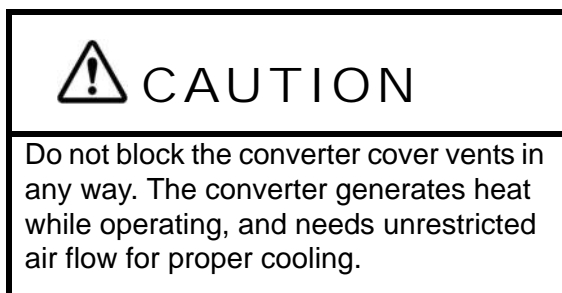 CAUTION
Do not block the converter cover vents in
any way. The converter generates heat
while operating, and needs unrestricted
air flow for proper cooling.